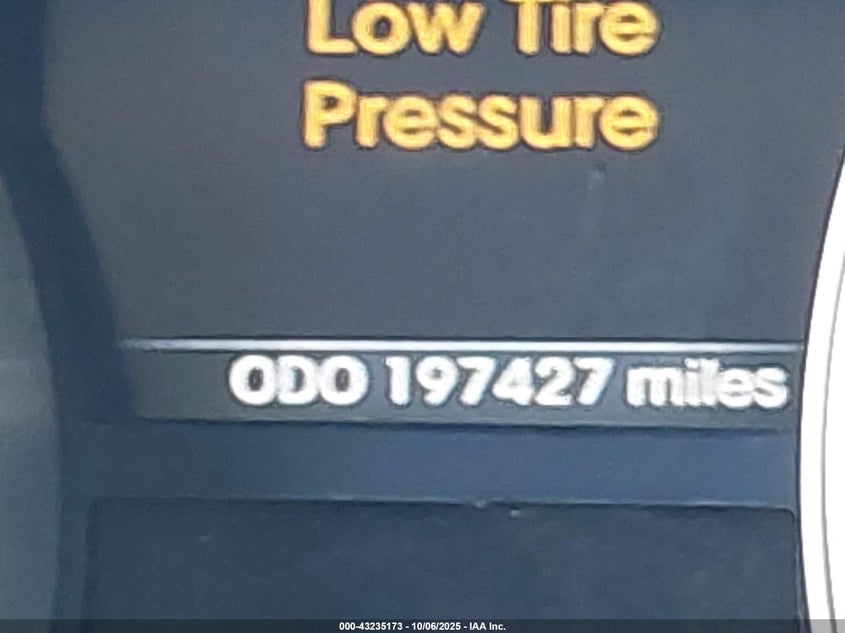 Low Tire
Pressure
ODO 197427 miles
000-43235173 - 10/06/2025 - IAA Inc.